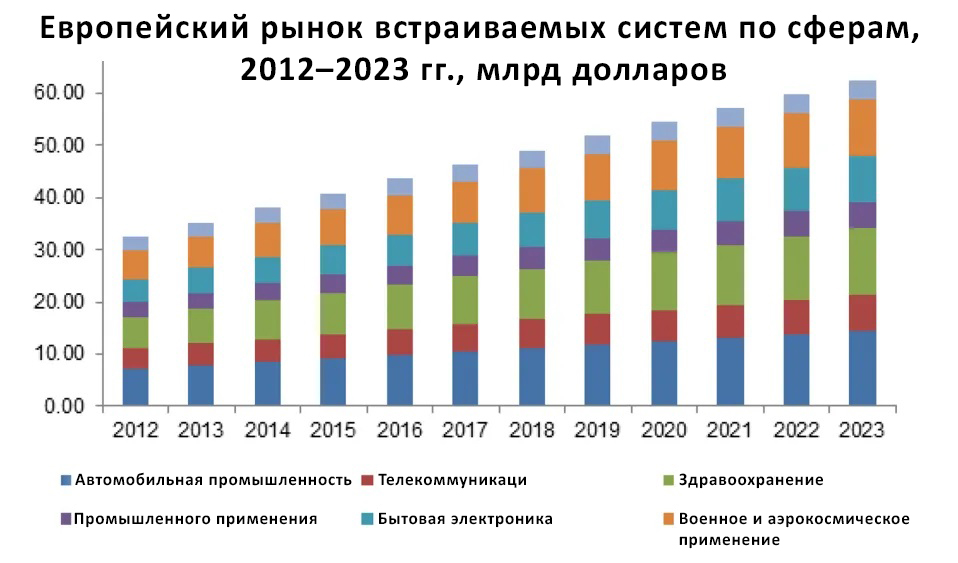 Европейский рынок встраиваемых систем по сферам,
2012–2023 гг., млрд долларов
60.00
50.00
40.00
30.00
20.00
10.00
0.00
2012 2013 2014 2015 2016 2017 2018 2019 2020 2021 2022 2023
Автомобильная промышленность Телекоммуникаци Здравоохранение
Промышленного применения Бытовая электроника Военное и аэрокосмическое
применение